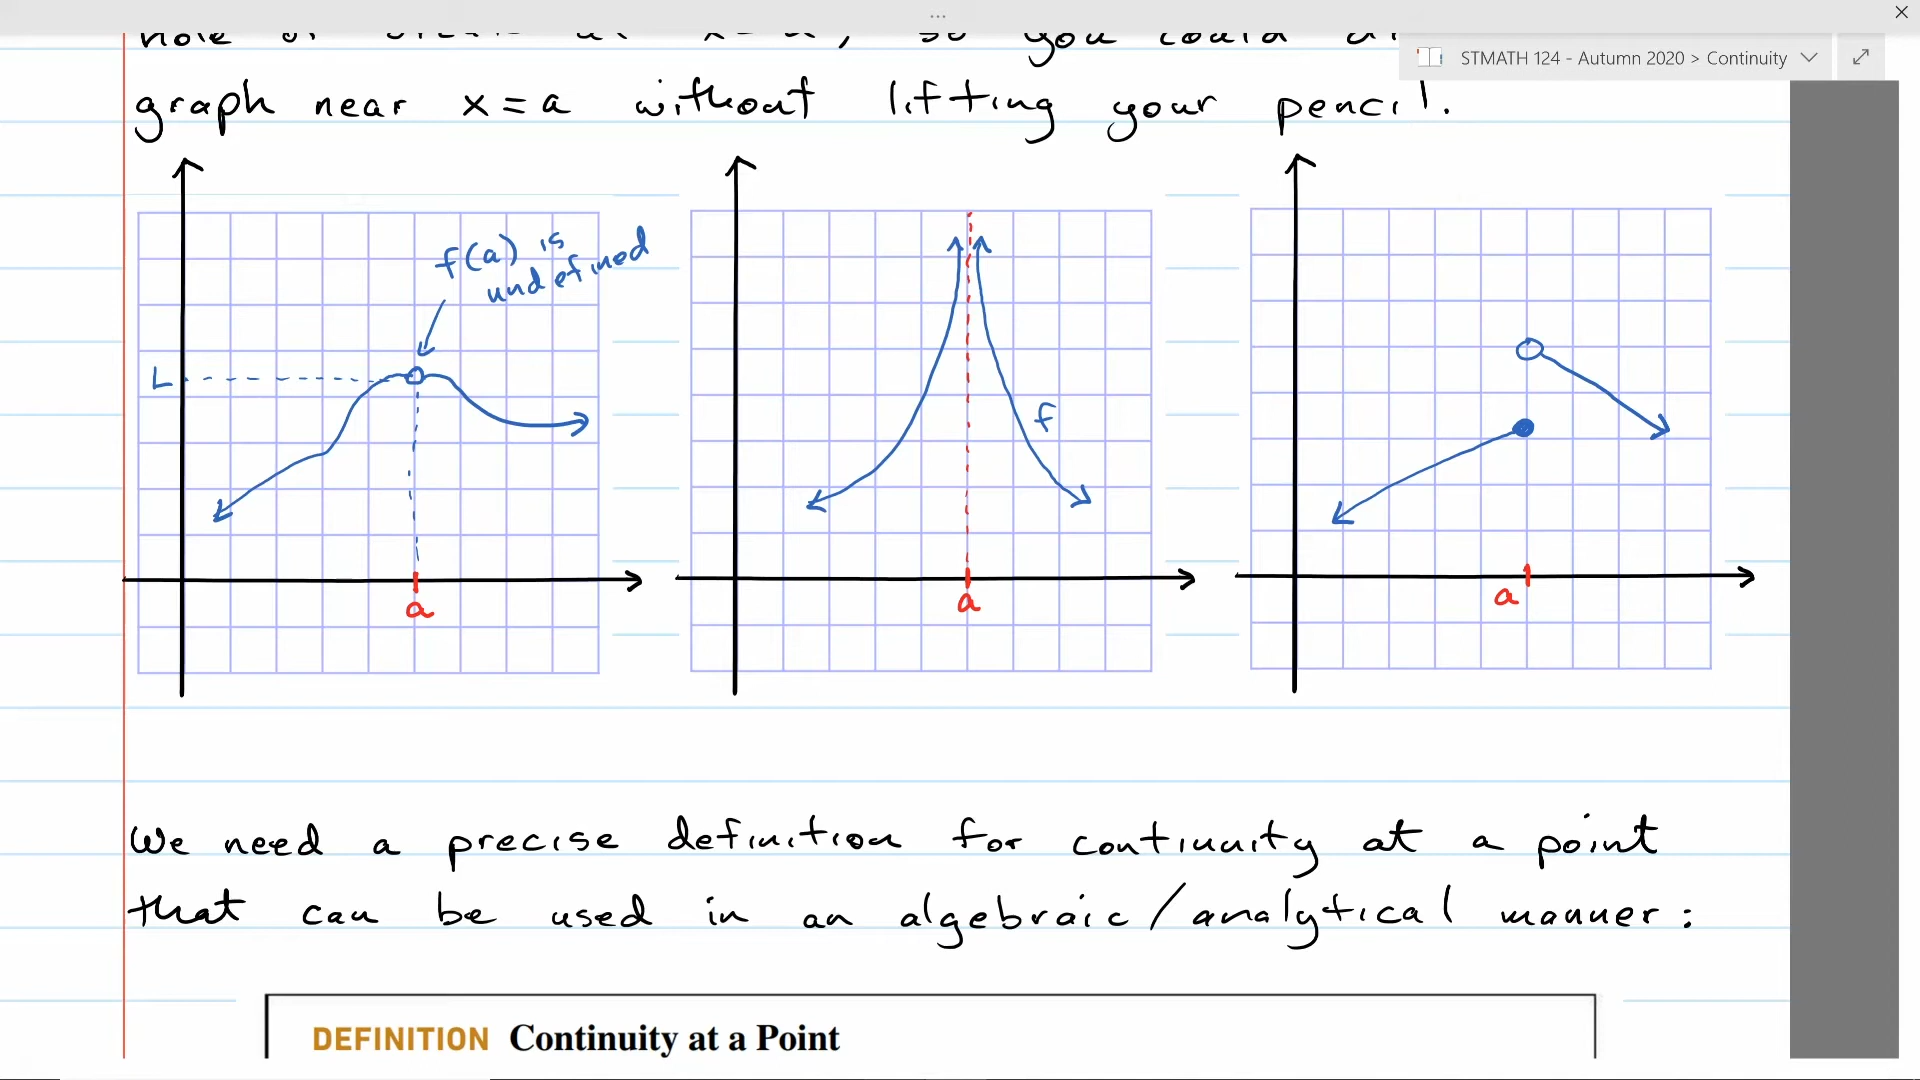 STMATH 124 - Autumn 2020 > Continuity
graph near x = a without lifting your pencil.
f(a) is
undefined
L
f
a
a
a
We need a precise definition for continuity at a point
that can be used in an algebraic/analytical manner:
DEFINITION Continuity at a Point